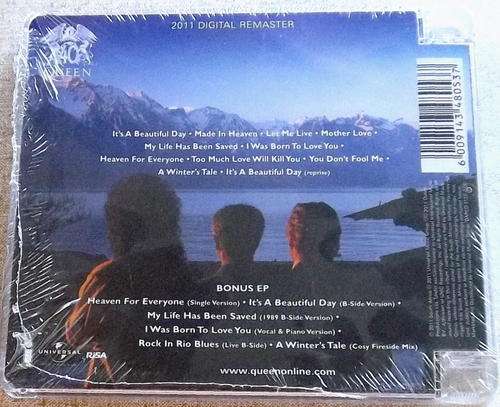 2011 DIGITAL REMASTER
40
QUEEN
It's A Beautiful Day • Made In Heaven • Let Me Live • Mother Love •
My Life Has Been Saved • I Was Born To Love You •
Heaven For Everyone • Too Much Love Will Kill You • You Don't Fool Me •
A Winter's Tale • It's A Beautiful Day (reprise)
6009143480537
BONUS EP
Heaven For Everyone (Single Version) • It's A Beautiful Day (B-Side Version) •
My Life Has Been Saved (1989 B-Side Version) •
I Was Born To Love You (Vocal & Piano Version) •
Rock In Rio Blues (Live B-Side) • A Winter's Tale (Cosy Fireside Mix)
UNIVERSAL RiSA
www.queenonline.com